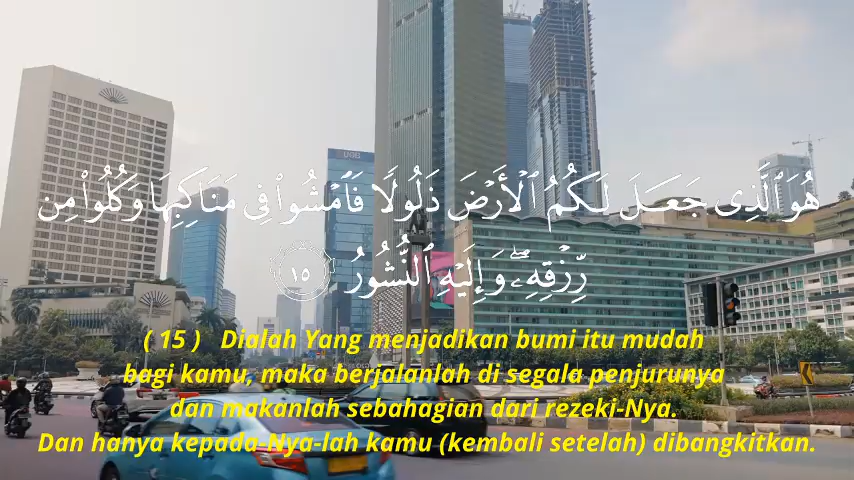 هُوَ ٱلَّذِى جَعَلَ لَكُمُ ٱلْأَرْضَ ذَلُولًا فَٱمْشُوا۟ فِى مَنَاكِبِهَا وَكُلُوا۟ مِن
رِّزْقِهِۦ ۖ وَإِلَيْهِ ٱلنُّشُورُ ١٥
( 15 ) Dialah Yang menjadikan bumi itu mudah
bagi kamu, maka berjalanlah di segala penjurunya
dan makanlah sebahagian dari rezeki-Nya.
Dan hanya kepada-Nya-lah kamu (kembali setelah) dibangkitkan.